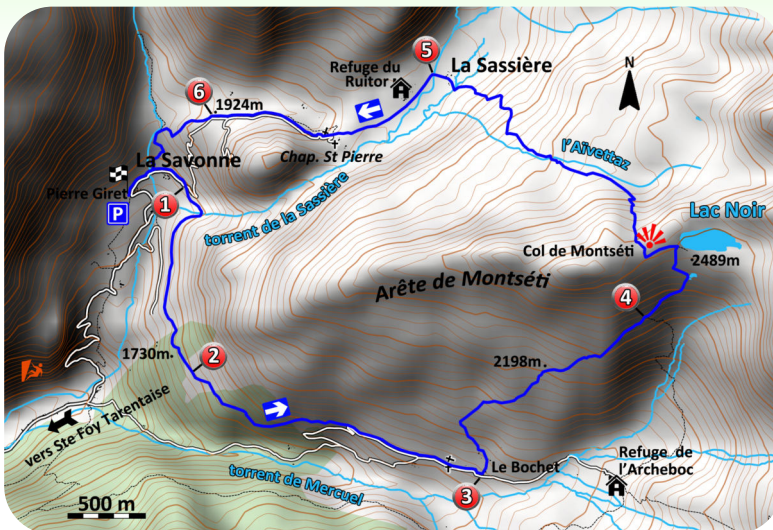 5
La Sassière
Refuge du
Ruitor
N
6
1924m
Chap. St Pierre
l'Aïvettaz
La Savonne
Pierre Giret
P
1
torrent de la Sassière
Lac Noir
Col de Montséti
2489m
Arête de Montséti
4
1730m
2
2198m
vers Ste Foy Tarentaise
Le Bochet
Refuge de
l'Archeboc
torrent de Mercuel
3
500 m